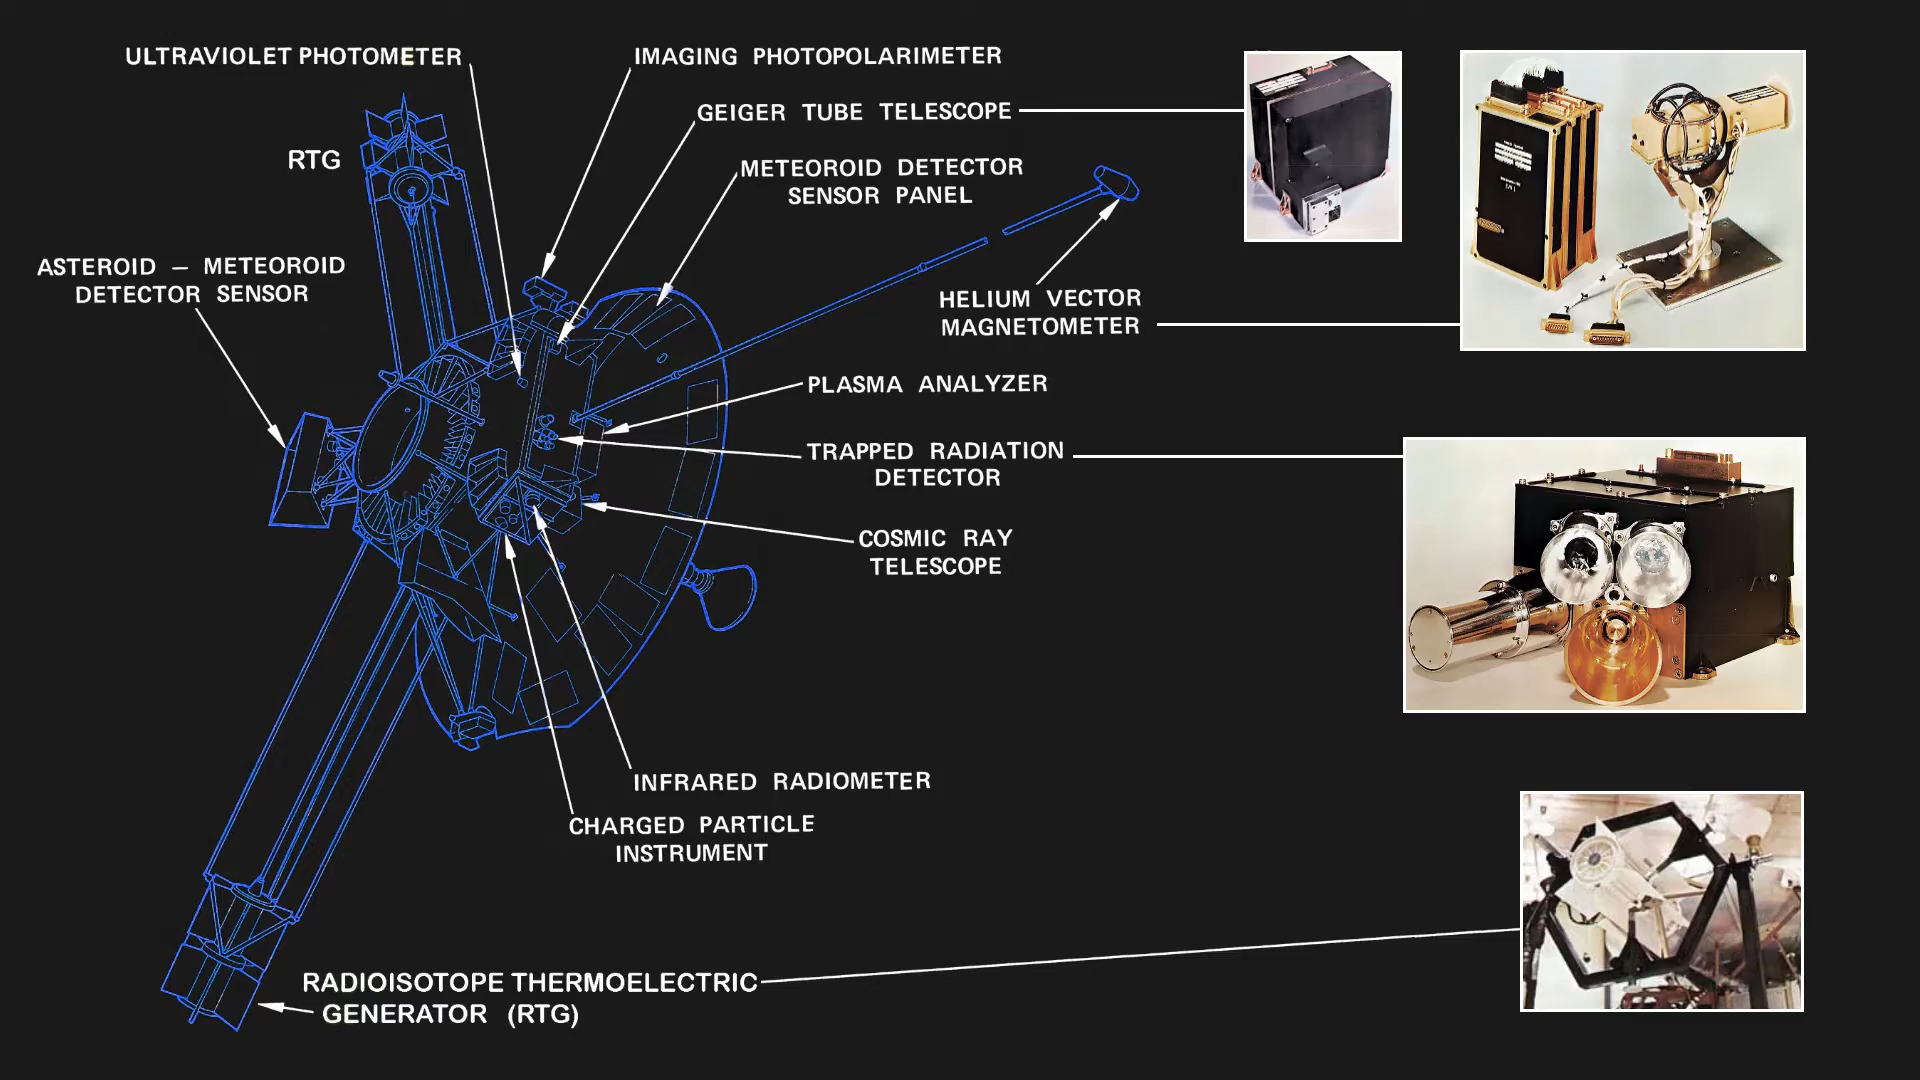 ULTRAVIOLET PHOTOMETER
IMAGING PHOTOPOLARIMETER
GEIGER TUBE TELESCOPE
RTG
METEOROID DETECTOR
SENSOR PANEL
ASTEROID – METEOROID
DETECTOR SENSOR
HELIUM VECTOR
MAGNETOMETER
PLASMA ANALYZER
TRAPPED RADIATION
DETECTOR
COSMIC RAY
TELESCOPE
INFRARED RADIOMETER
CHARGED PARTICLE
INSTRUMENT
RADIOISOTOPE THERMOELECTRIC
GENERATOR (RTG)